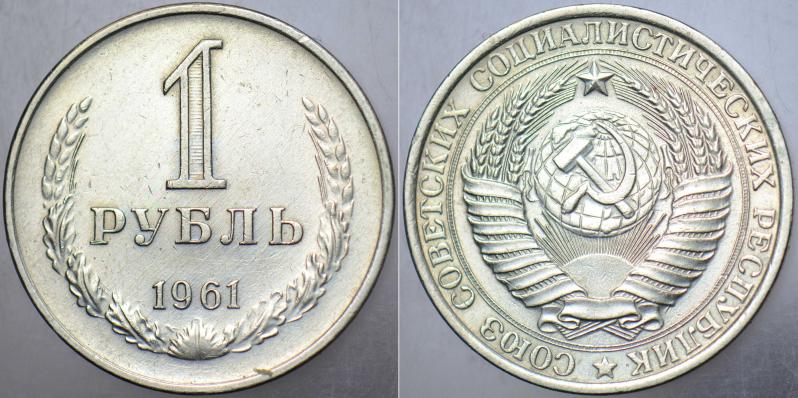 1
РУБЛЬ
1961
СОЮЗ СОВЕТСКИХ СОЦИАЛИСТИЧЕСКИХ РЕСПУБЛИК